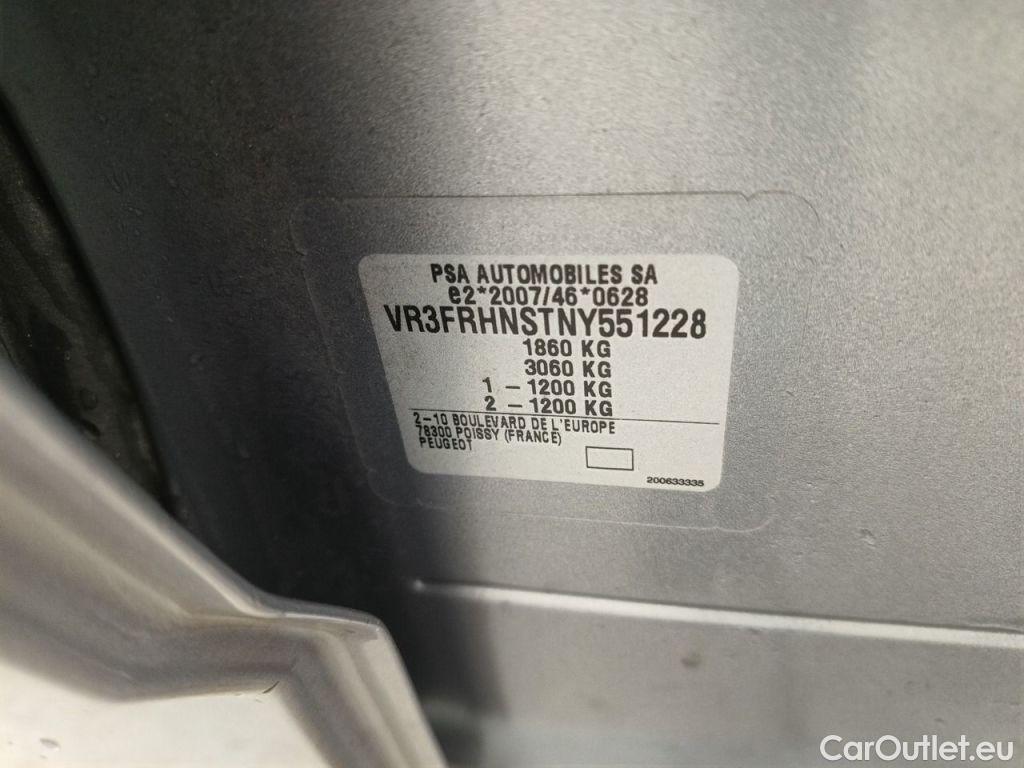 PSA AUTOMOBILES SA
e2*2007/46*0628
VR3FRHNSTNY551228
1860 KG
3060 KG
1 - 1200 KG
2 - 1200 KG
2-10 BOULEVARD DE L'EUROPE
78300 POISSY (FRANCE)
PEUGEOT
200633335
CarOutlet.eu